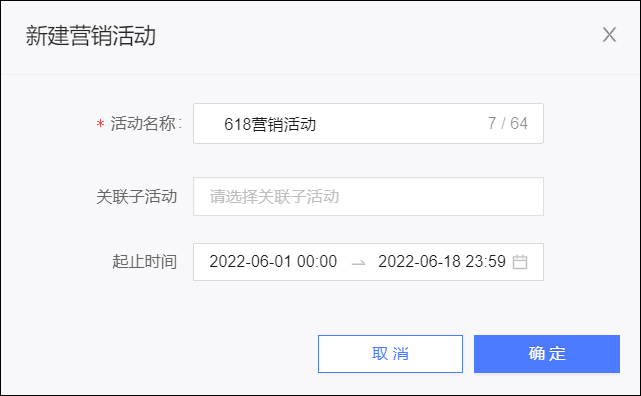 新建营销活动
* 活动名称: 618营销活动 7 / 64
关联子活动 请选择关联子活动
起止时间 2022-06-01 00:00 → 2022-06-18 23:59
取 消 确 定